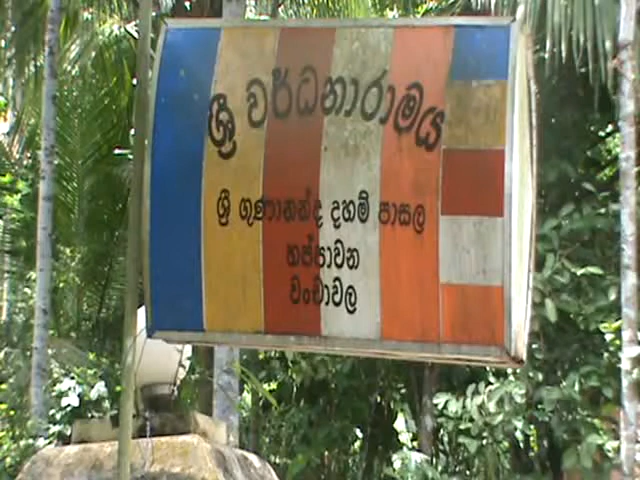 ශ්‍රී වර්ධනාරාමය
ශ්‍රී ගුණානන්ද දහම් පාසල
හප්පාවන
වංචාවල